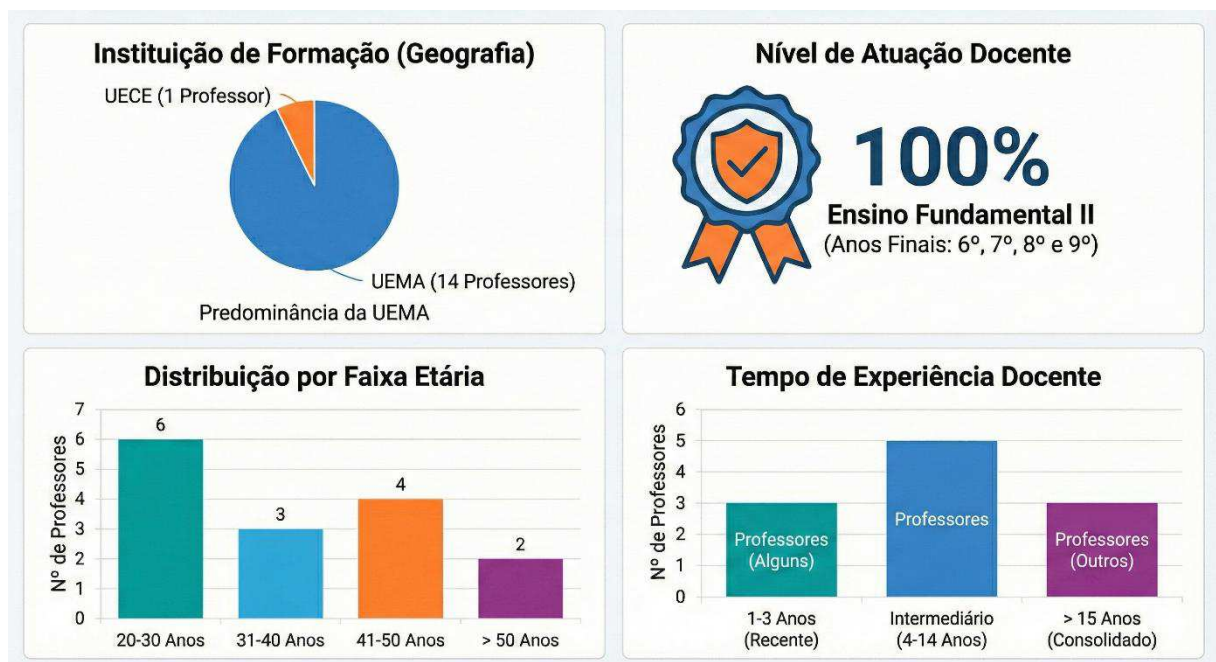 Instituição de Formação (Geografia)
UECE (1 Professor)
UEMA (14 Professores)
Predominância da UEMA
Nível de Atuação Docente
100%
Ensino Fundamental II
(Anos Finais: 6º, 7º, 8º e 9º)
Distribuição por Faixa Etária
Nº de Professores
7
6
5
4
3
2
1
0
6
3
4
2
20-30 Anos
31-40 Anos
41-50 Anos
> 50 Anos
Tempo de Experiência Docente
Nº de Professores
6
5
4
3
2
1
0
Professores
(Alguns)
Professores
Professores
(Outros)
1-3 Anos
(Recente)
Intermediário
(4-14 Anos)
> 15 Anos
(Consolidado)